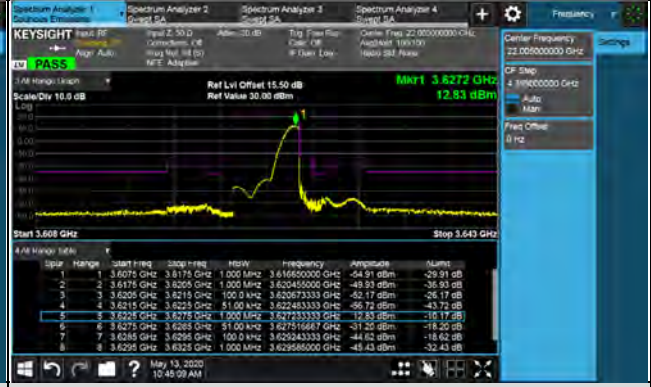 Spectrum Analyzer 1
Spurious Emissions
Spectrum Analyzer 2
Swept SA
Spectrum Analyzer 3
Swept SA
Spectrum Analyzer 4
Swept SA
+
Frequency
KEYSIGHT
Input: RF
Input Z: 50 Ω
Corrections: Off
Freq Ref: Int (S)
NFE: Adaptive
Atten: 30 dB
Trig: Free Run
Gate: Off
IF Gain: Low
Center Freq: 22.005000000 GHz
Avg|Hold: 100/100
Radio Std: None
Align: Auto
PASS
Center Frequency
22.005000000 GHz
Settings
CF Step
Auto
Man
Freq Offset
0 Hz
3 All Range Graph
Scale/Div 10.0 dB
Ref Lvl Offset 15.50 dB
Ref Value 30.00 dBm
Mkr1 3.6272 GHz
12.83 dBm
Log
1
Start 3.608 GHz
Stop 3.643 GHz
4 All Range Table
Spur Range Start Freq Stop Freq RBW Frequency Amplitude ΔLimit
1 1 3.6075 GHz 3.6175 GHz 1.000 MHz 3.616650000 GHz -54.91 dBm -29.91 dB
2 2 3.6175 GHz 3.6205 GHz 1.000 MHz 3.620455000 GHz -49.93 dBm -36.93 dB
3 3 3.6205 GHz 3.6215 GHz 100.0 kHz 3.620673333 GHz -52.17 dBm -26.17 dB
4 4 3.6215 GHz 3.6225 GHz 51.00 kHz 3.622483333 GHz -56.72 dBm -43.72 dB
5 5 3.6225 GHz 3.6275 GHz 1.000 MHz 3.627233333 GHz 12.83 dBm -10.17 dB
6 6 3.6275 GHz 3.6285 GHz 51.00 kHz 3.627516667 GHz -31.20 dBm -18.20 dB
7 7 3.6285 GHz 3.6295 GHz 100.0 kHz 3.629243333 GHz -44.62 dBm -18.62 dB
8 8 3.6295 GHz 3.6325 GHz 1.000 MHz 3.629585000 GHz -45.43 dBm -32.43 dB
?
May 13, 2020
10:45:09 AM